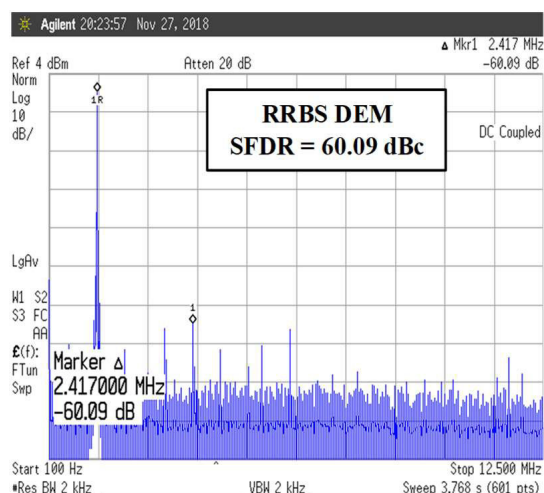 Agilent 20:23:57 Nov 27, 2018
Δ Mkr1 2.417 MHz
Ref 4 dBm Atten 20 dB -60.09 dB
Norm
Log
10
dB/
1R
RRBS DEM
SFDR = 60.09 dBc
DC Coupled
LgAv
1
W1 S2
S3 FC
AA
£(f):
FTun
Swp
Marker Δ
2.417000 MHz
-60.09 dB
Start 100 Hz Stop 12.500 MHz
#Res BW 2 kHz VBW 2 kHz Sweep 3.768 s (601 pts)